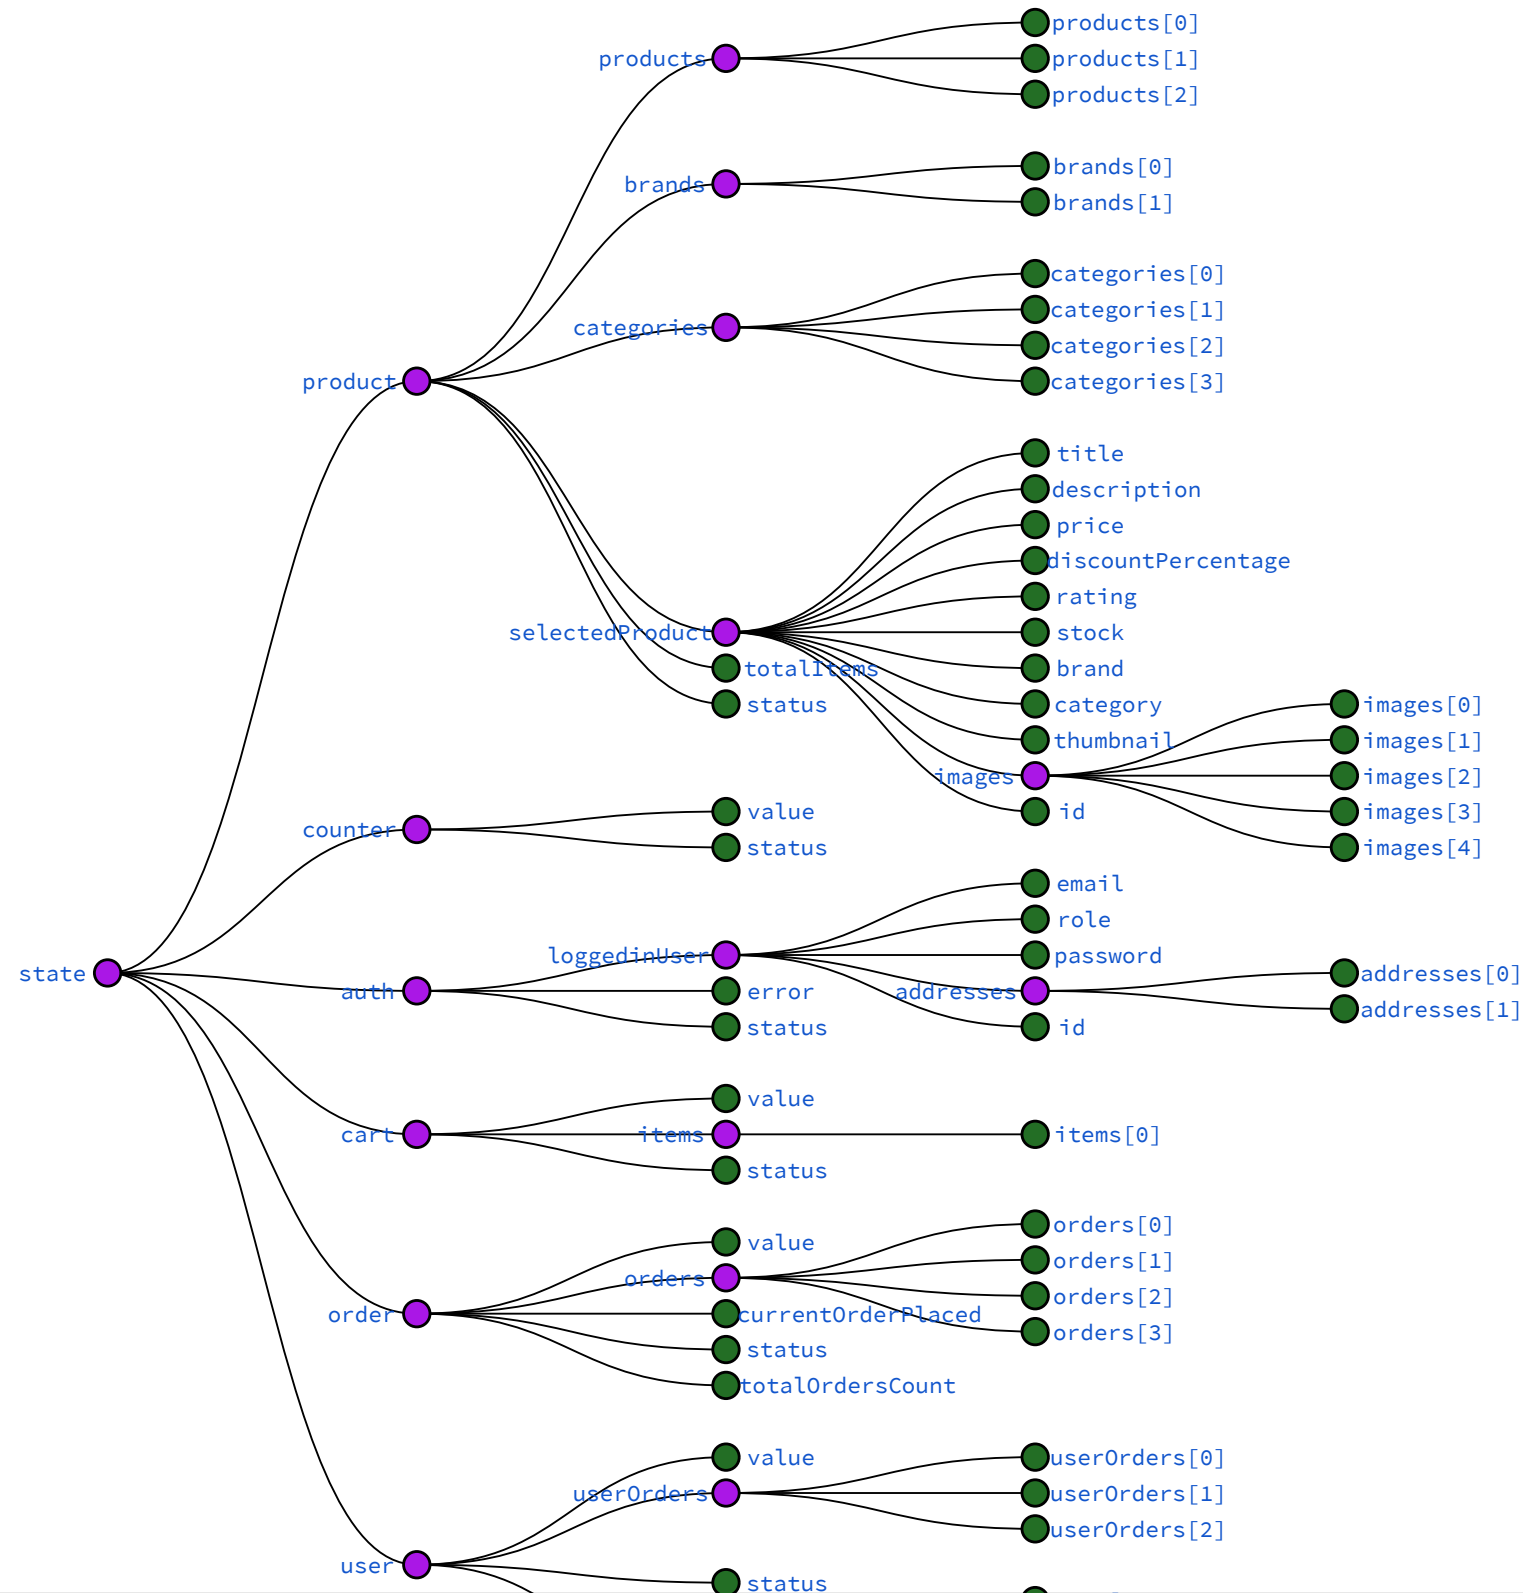 products[0]
products
products[1]
products[2]
brands[0]
brands
brands[1]
categories[0]
categories[1]
categories
categories[2]
product
categories[3]
title
description
price
discountPercentage
rating
selectedProduct
stock
totalItems
brand
status
category
images[0]
thumbnail
images[1]
images
images[2]
value
id
images[3]
counter
status
images[4]
email
role
loggedinUser
password
state
addresses[0]
auth
error
addresses
addresses[1]
status
id
value
cart
items
items[0]
status
orders[0]
value
orders[1]
orders
orders[2]
order
currentOrderPlaced
orders[3]
status
totalOrdersCount
value
userOrders[0]
userOrders
userOrders[1]
userOrders[2]
user
status